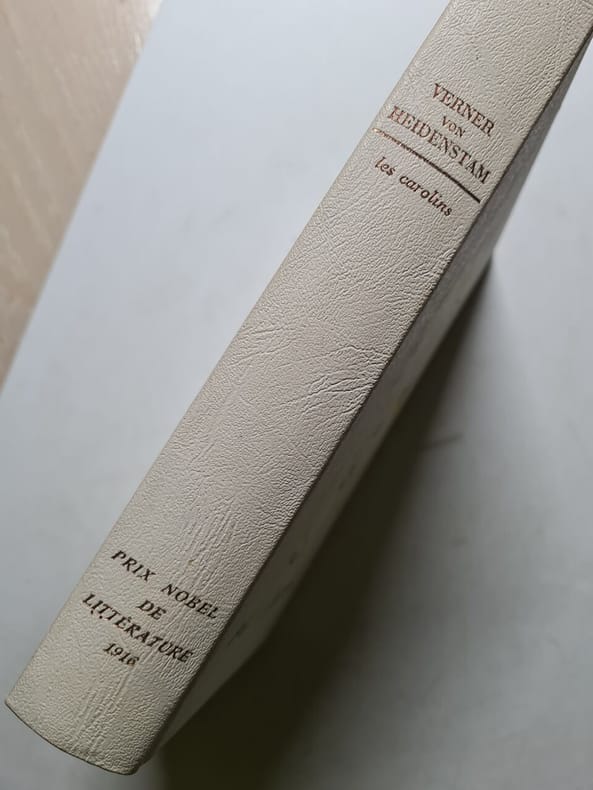 VERNER
VON
HEIDENSTAM
les carolins
PRIX NOBEL
DE
LITTÉRATURE
1916